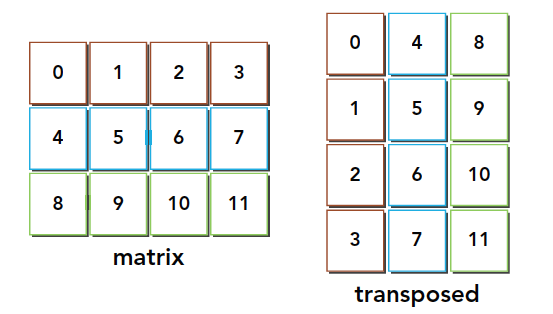 0 1 2 3
4 5 6 7
8 9 10 11
matrix
0 4 8
1 5 9
2 6 10
3 7 11
transposed